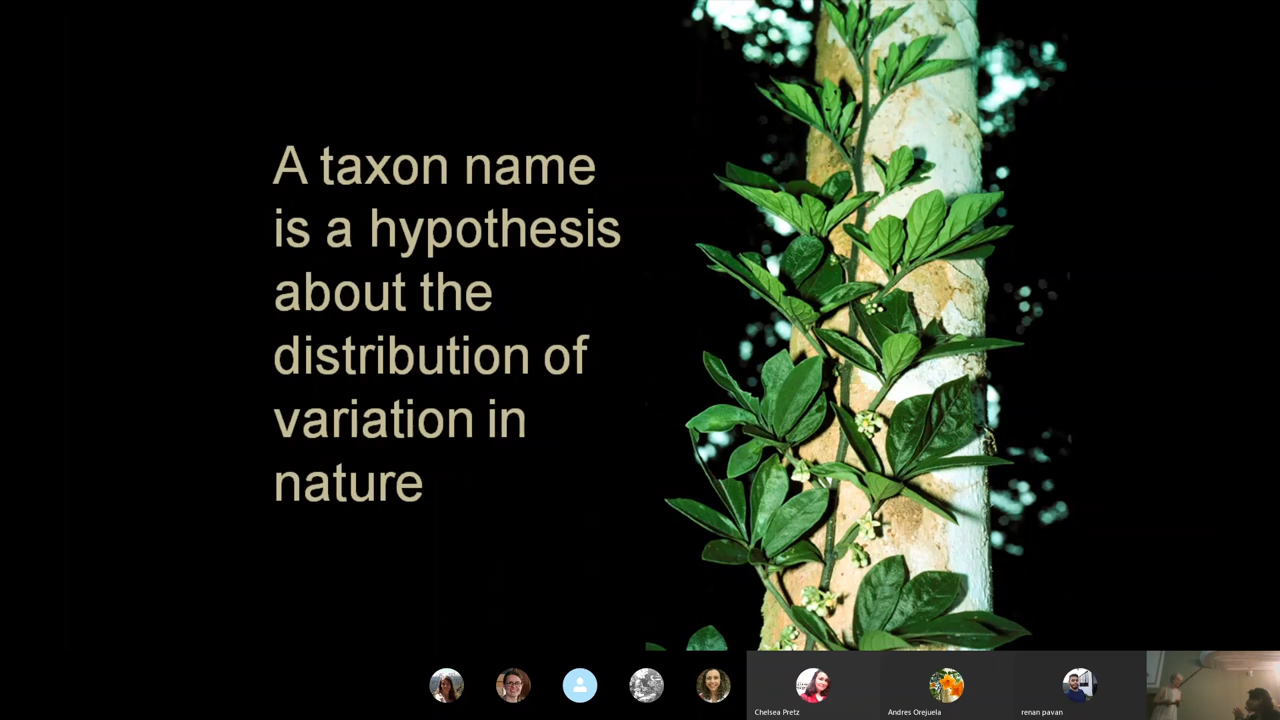 A taxon name
is a hypothesis
about the
distribution of
variation in
nature
Chelsea Pretz
Andres Orejuela
renan pavan